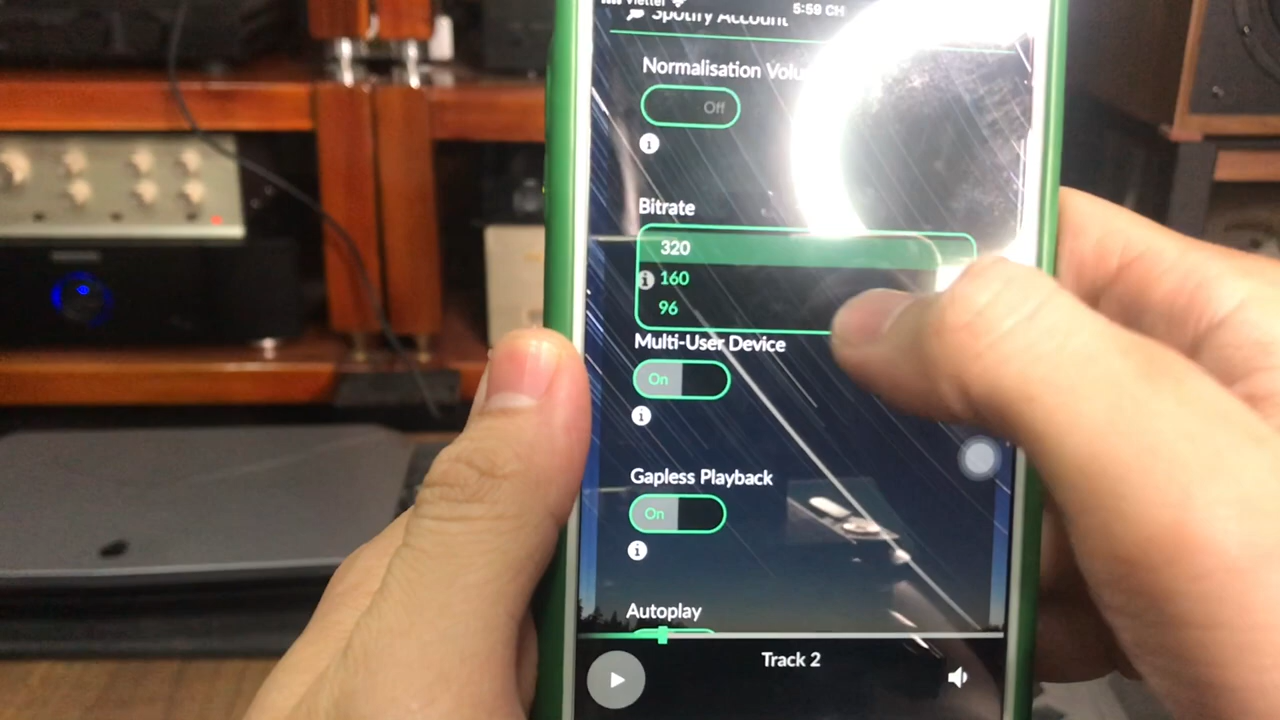 Viettel
5:59 CH
Spotify Account
Normalisation
Off
Bitrate
320
160
96
Multi-User Device
On
Gapless Playback
On
Autoplay
Track 2